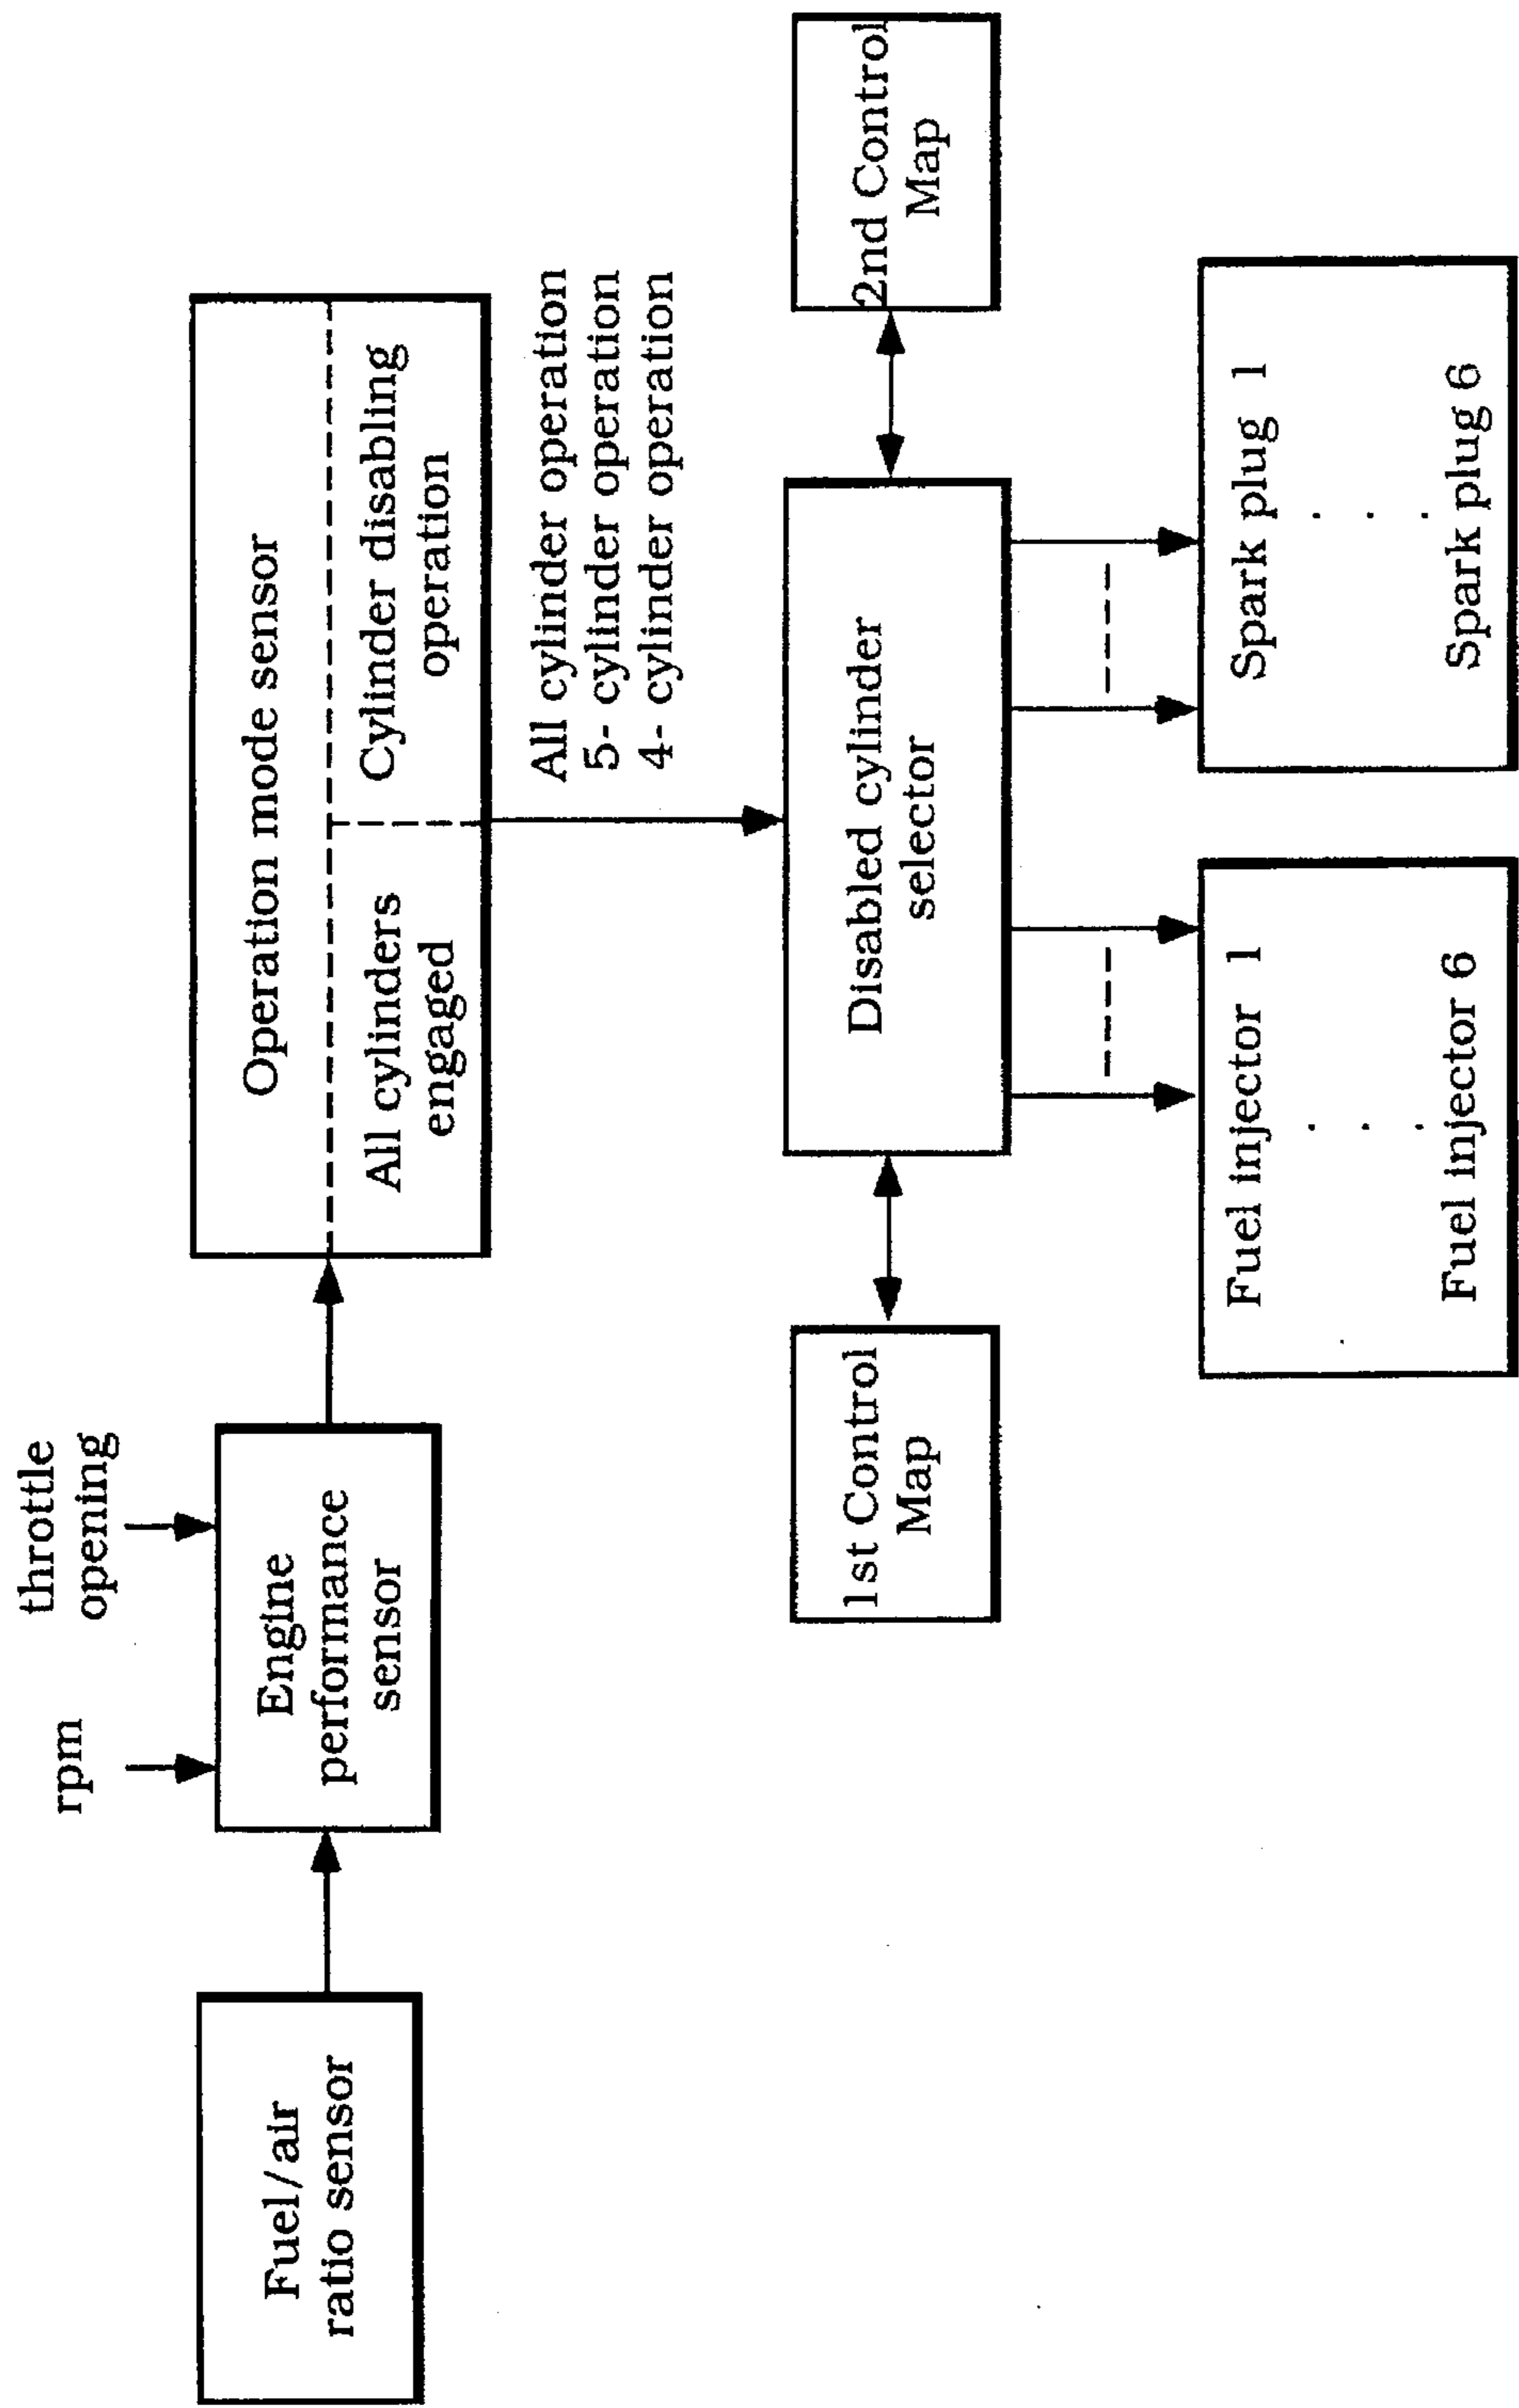 rpm
throttle
opening
Fuel/air
ratio sensor
Engine
performance
sensor
Operation mode sensor
All cylinders
engaged
Cylinder disabling
operation
All cylinder operation
5- cylinder operation
4- cylinder operation
1st Control
Map
Disabled cylinder
selector
2nd Control
Map
Fuel injector 1
Fuel injector 6
Spark plug 1
Spark plug 6